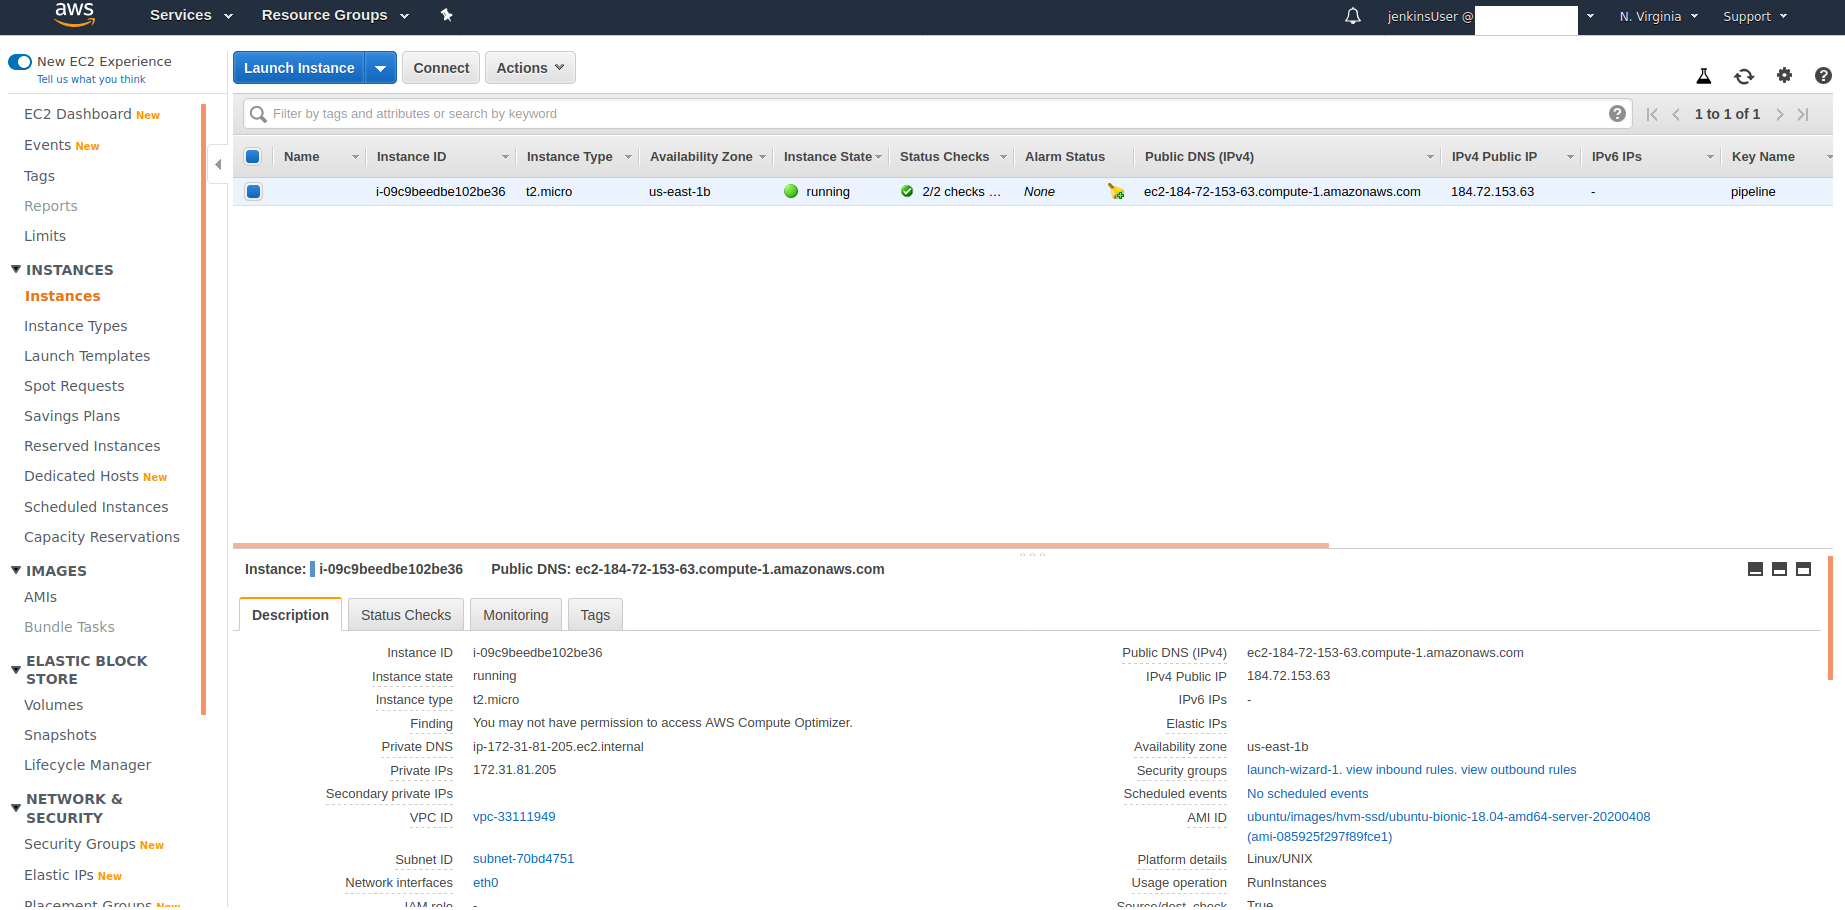 aws Services Resource Groups jenkinsUser @ N. Virginia Support
New EC2 Experience
Tell us what you think
EC2 Dashboard New
Events New
Tags
Reports
Limits
INSTANCES
Instances
Instance Types
Launch Templates
Spot Requests
Savings Plans
Reserved Instances
Dedicated Hosts New
Scheduled Instances
Capacity Reservations
IMAGES
AMIs
Bundle Tasks
ELASTIC BLOCK
STORE
Volumes
Snapshots
Lifecycle Manager
NETWORK &
SECURITY
Security Groups New
Elastic IPs New
Placement Groups New
Launch Instance Connect Actions
Filter by tags and attributes or search by keyword 1 to 1 of 1
Name Instance ID Instance Type Availability Zone Instance State Status Checks Alarm Status Public DNS (IPv4) IPv4 Public IP IPv6 IPs Key Name
i-09c9beedbe102be36 t2.micro us-east-1b running 2/2 checks ... None ec2-184-72-153-63.compute-1.amazonaws.com 184.72.153.63 - pipeline
Instance: i-09c9beedbe102be36 Public DNS: ec2-184-72-153-63.compute-1.amazonaws.com
Description Status Checks Monitoring Tags
Instance ID i-09c9beedbe102be36
Instance state running
Instance type t2.micro
Finding You may not have permission to access AWS Compute Optimizer.
Private DNS ip-172-31-81-205.ec2.internal
Private IPs 172.31.81.205
Secondary private IPs
VPC ID vpc-33111949
Subnet ID subnet-70bd4751
Network interfaces eth0
IAM role -
Public DNS (IPv4) ec2-184-72-153-63.compute-1.amazonaws.com
IPv4 Public IP 184.72.153.63
IPv6 IPs -
Elastic IPs
Availability zone us-east-1b
Security groups launch-wizard-1. view inbound rules. view outbound rules
Scheduled events No scheduled events
AMI ID ubuntu/images/hvm-ssd/ubuntu-bionic-18.04-amd64-server-20200408
(ami-085925f297f89fce1)
Platform details Linux/UNIX
Usage operation RunInstances
Source/dest. check True